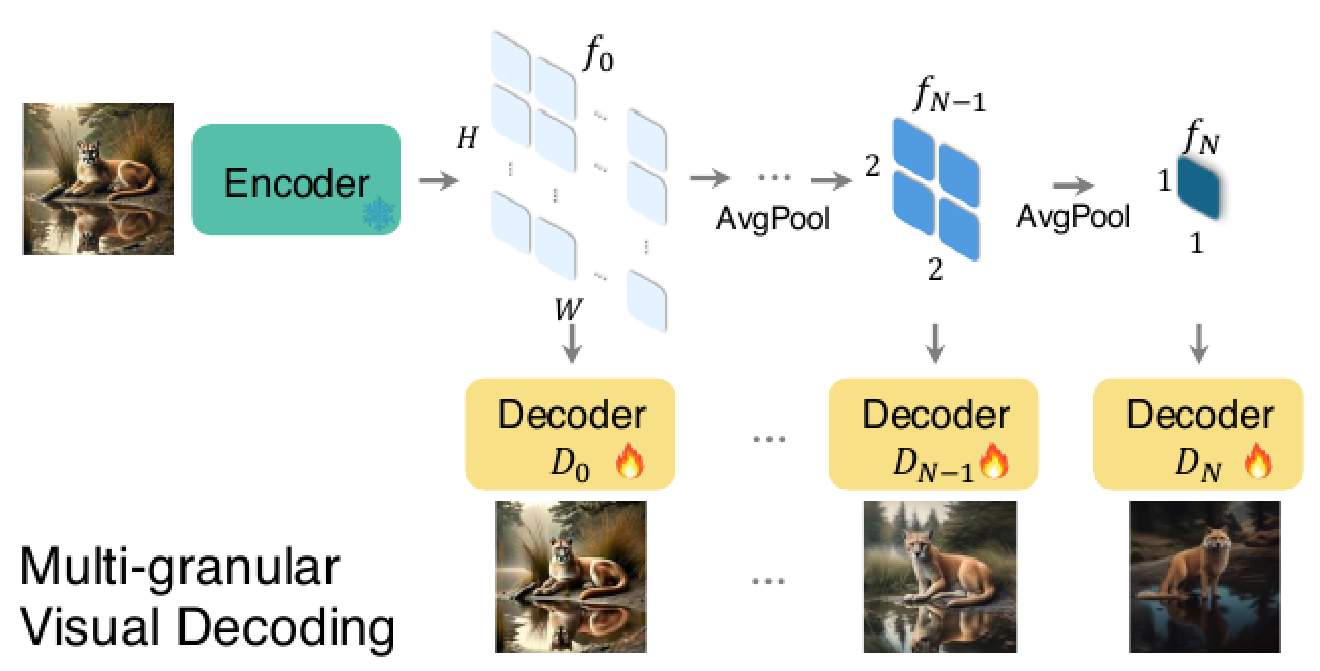 f_0
f_{N-1}
f_N
H
2
1
Encoder
...
AvgPool
AvgPool
1
2
W
Decoder
D_0
...
Decoder
D_{N-1}
Decoder
D_N
...
Multi-granular
Visual Decoding